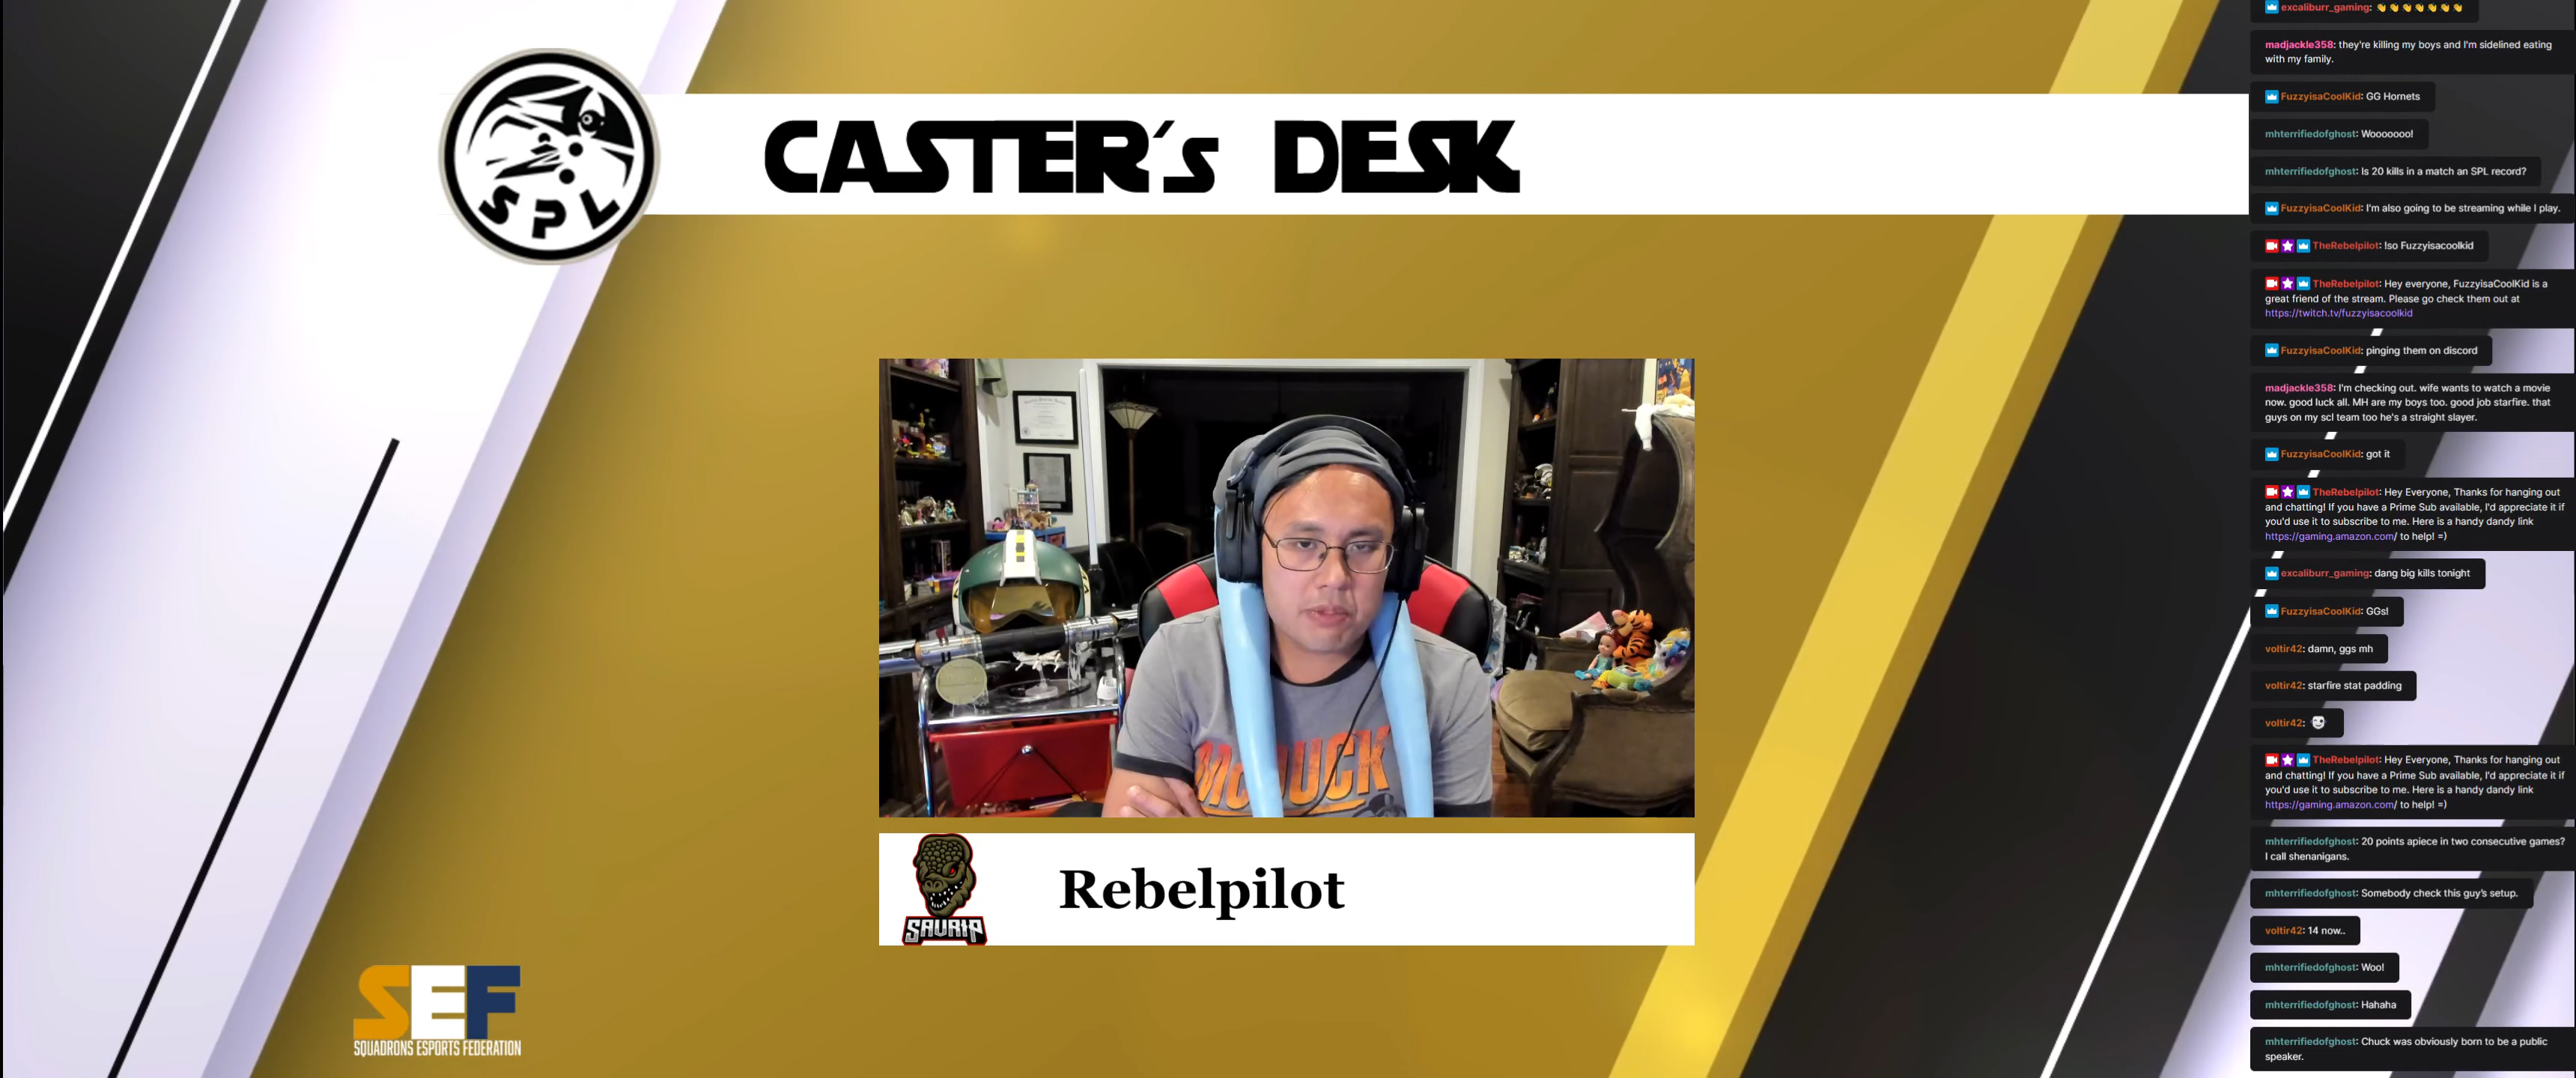 SPL
CASTER's DESK
McDUCK
SAURIP
Rebelpilot
SEF
SQUADRONS ESPORTS FEDERATION
excaliburr_gaming: 👏👏👏👏👏👏👏
madjackle358: they're killing my boys and I'm sidelined eating
with my family.
FuzzyisaCoolKid: GG Hornets
mhterrifiedofghost: Wooooooo!
mhterrifiedofghost: Is 20 kills in a match an SPL record?
FuzzyisaCoolKid: I'm also going to be streaming while I play.
TheRebelpilot: !so Fuzzyisacoolkid
TheRebelpilot: Hey everyone, FuzzyisaCoolKid is a
great friend of the stream. Please go check them out at
https://twitch.tv/fuzzyisacoolkid
FuzzyisaCoolKid: pinging them on discord
madjackle358: I'm checking out. wife wants to watch a movie
now. good luck all. MH are my boys too. good job starfire. that
guys on my scl team too he's a straight slayer.
FuzzyisaCoolKid: got it
TheRebelpilot: Hey Everyone, Thanks for hanging out
and chatting! If you have a Prime Sub available, I'd appreciate it if
you'd use it to subscribe to me. Here is a handy dandy link
https://gaming.amazon.com/ to help! =)
excaliburr_gaming: dang big kills tonight
FuzzyisaCoolKid: GGs!
voltir42: damn, ggs mh
voltir42: starfire stat padding
voltir42:
TheRebelpilot: Hey Everyone, Thanks for hanging out
and chatting! If you have a Prime Sub available, I'd appreciate it if
you'd use it to subscribe to me. Here is a handy dandy link
https://gaming.amazon.com/ to help! =)
mhterrifiedofghost: 20 points apiece in two consecutive games?
I call shenanigans.
mhterrifiedofghost: Somebody check this guy's setup.
voltir42: 14 now..
mhterrifiedofghost: Woo!
mhterrifiedofghost: Hahaha
mhterrifiedofghost: Chuck was obviously born to be a public
speaker.